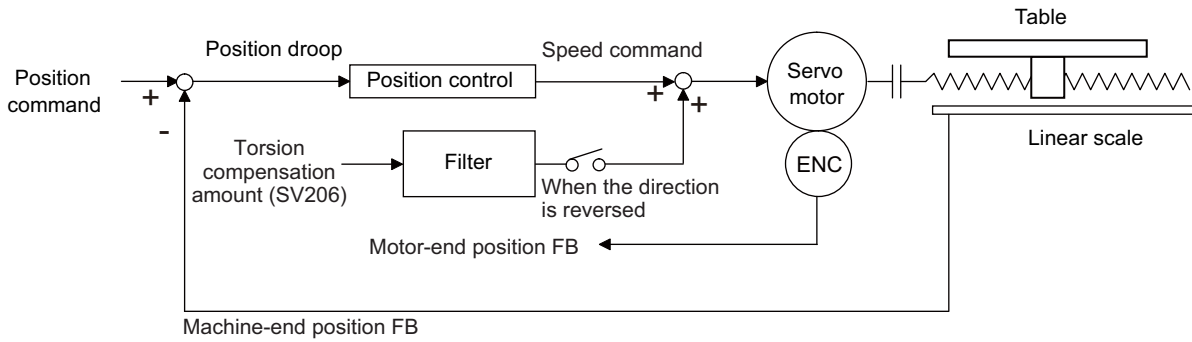 Table
Position droop
Speed command
Position
command
+
-
Position control
+
+
Servo
motor
Linear scale
Torsion
compensation
amount (SV206)
Filter
When the direction
is reversed
ENC
Motor-end position FB
Machine-end position FB